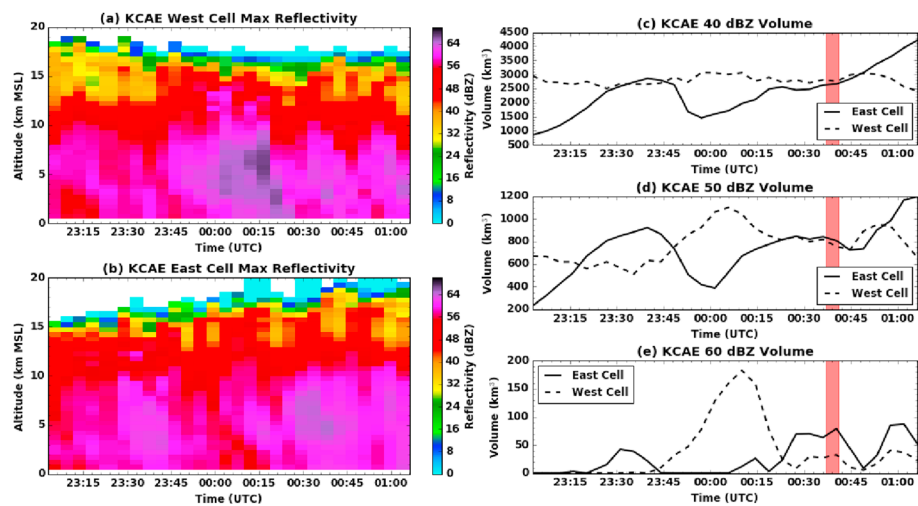 (a) KCAE West Cell Max Reflectivity
Altitude (km MSL)
20
15
10
5
0
23:15 23:30 23:45 00:00 00:15 00:30 00:45 01:00
Time (UTC)
64
56
48
40
32
24
16
8
0
Reflectivity (dBZ)
(b) KCAE East Cell Max Reflectivity
Altitude (km MSL)
20
15
10
5
0
23:15 23:30 23:45 00:00 00:15 00:30 00:45 01:00
Time (UTC)
64
56
48
40
32
24
16
8
0
Reflectivity (dBZ)
(c) KCAE 40 dBZ Volume
Volume (km³)
4500
4000
3500
3000
2500
2000
1500
1000
500
East Cell
West Cell
23:15 23:30 23:45 00:00 00:15 00:30 00:45 01:00
Time (UTC)
(d) KCAE 50 dBZ Volume
Volume (km³)
1200
1000
800
600
400
200
East Cell
West Cell
23:15 23:30 23:45 00:00 00:15 00:30 00:45 01:00
Time (UTC)
(e) KCAE 60 dBZ Volume
Volume (km³)
200
150
100
50
0
East Cell
West Cell
23:15 23:30 23:45 00:00 00:15 00:30 00:45 01:00
Time (UTC)